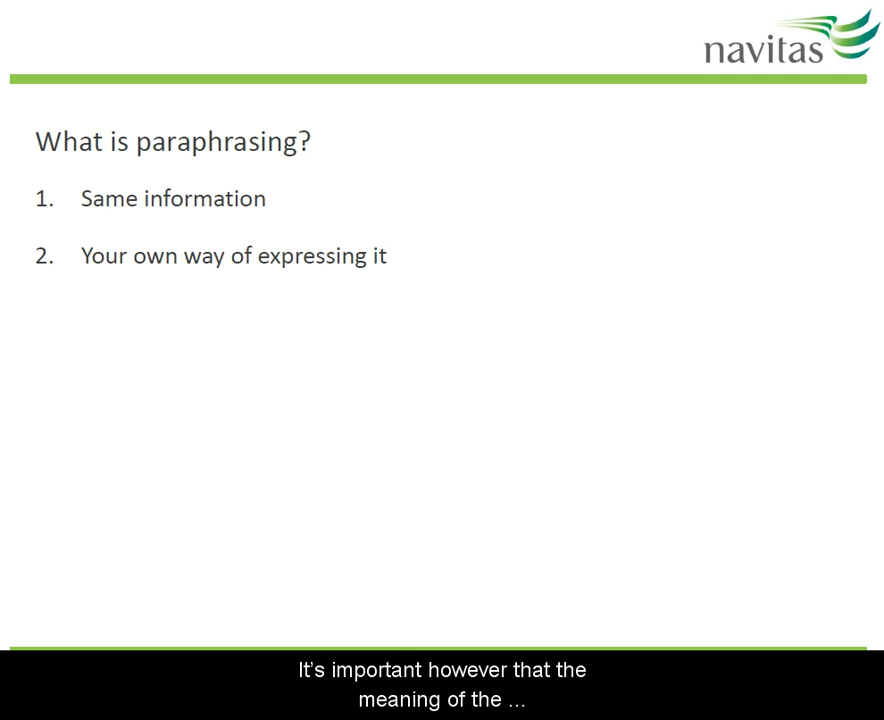 navitas
What is paraphrasing?
1. Same information
2. Your own way of expressing it
It's important however that the
meaning of the ...